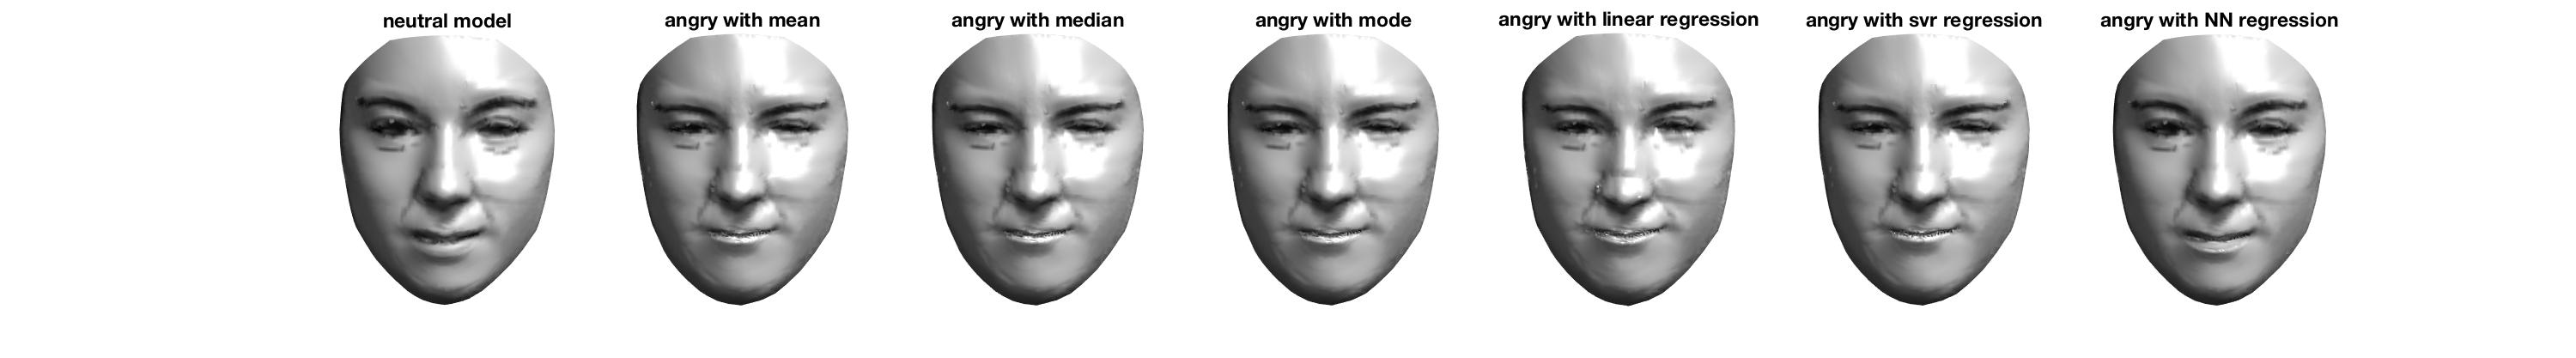 neutral model
angry with mean
angry with median
angry with mode
angry with linear regression
angry with svr regression
angry with NN regression